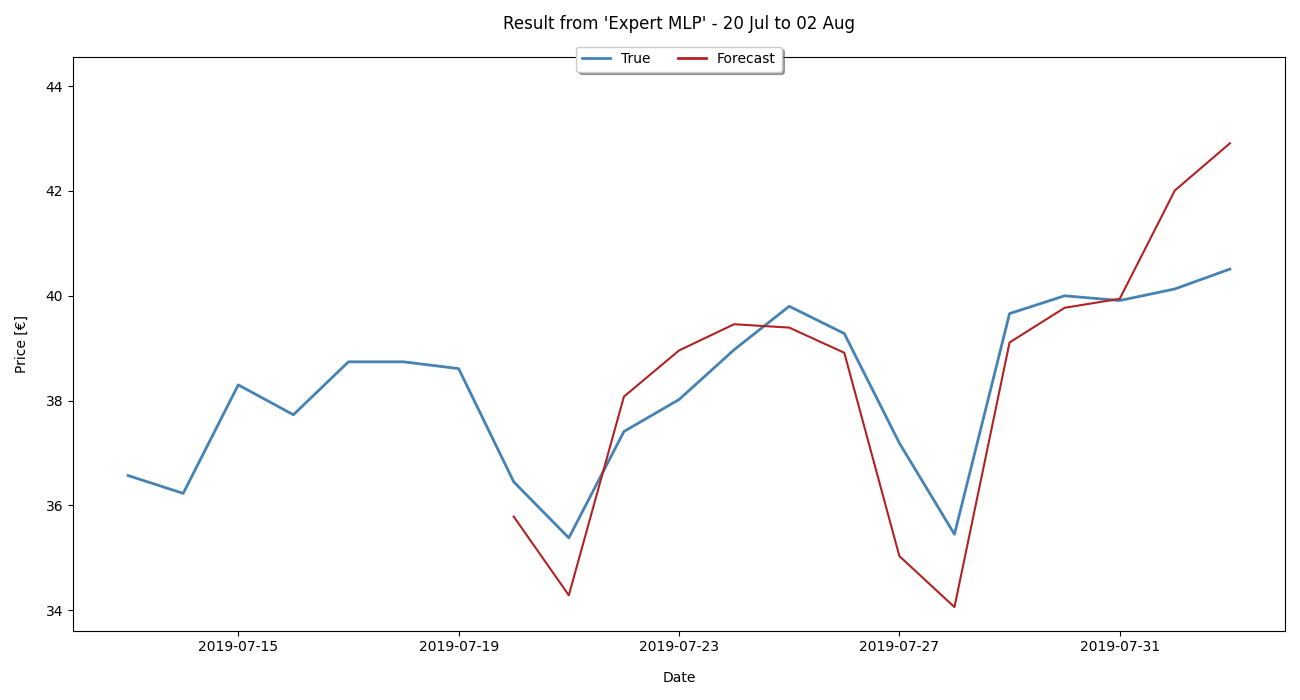 Result from 'Expert MLP' - 20 Jul to 02 Aug
True Forecast
44
42
40
38
36
34
Price [€]
2019-07-15 2019-07-19 2019-07-23 2019-07-27 2019-07-31
Date